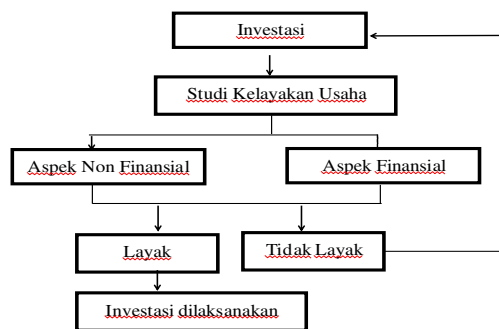 Investasi
Studi Kelayakan Usaha
Aspek Non Finansial
Aspek Finansial
Layak
Tidak Layak
Investasi dilaksanakan